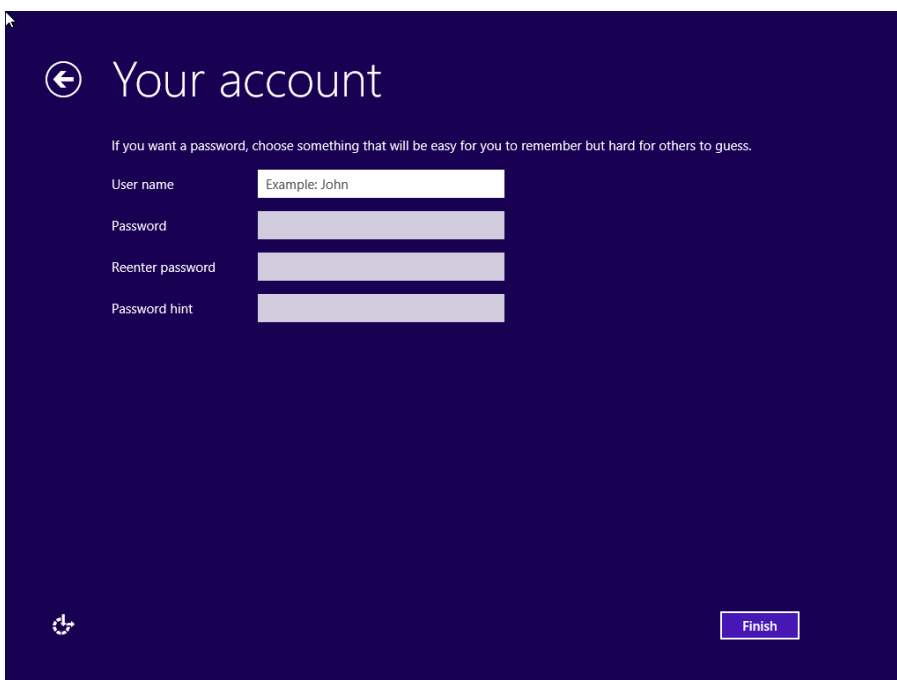 Your account
If you want a password, choose something that will be easy for you to remember but hard for others to guess.
User name
Example: John
Password
Reenter password
Password hint
Finish